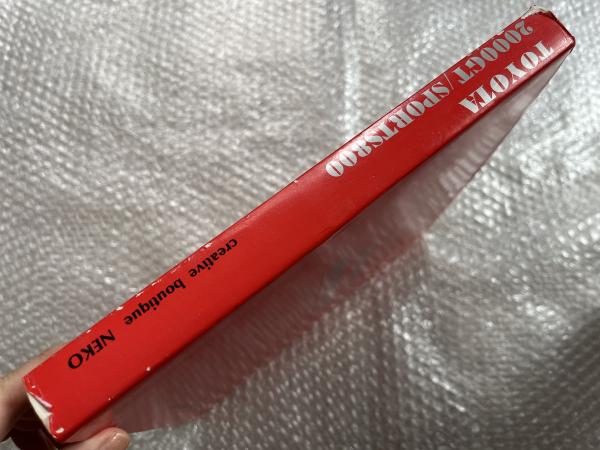 TOYOTA
2000GT / SPORTS800
creative boutique NEKO